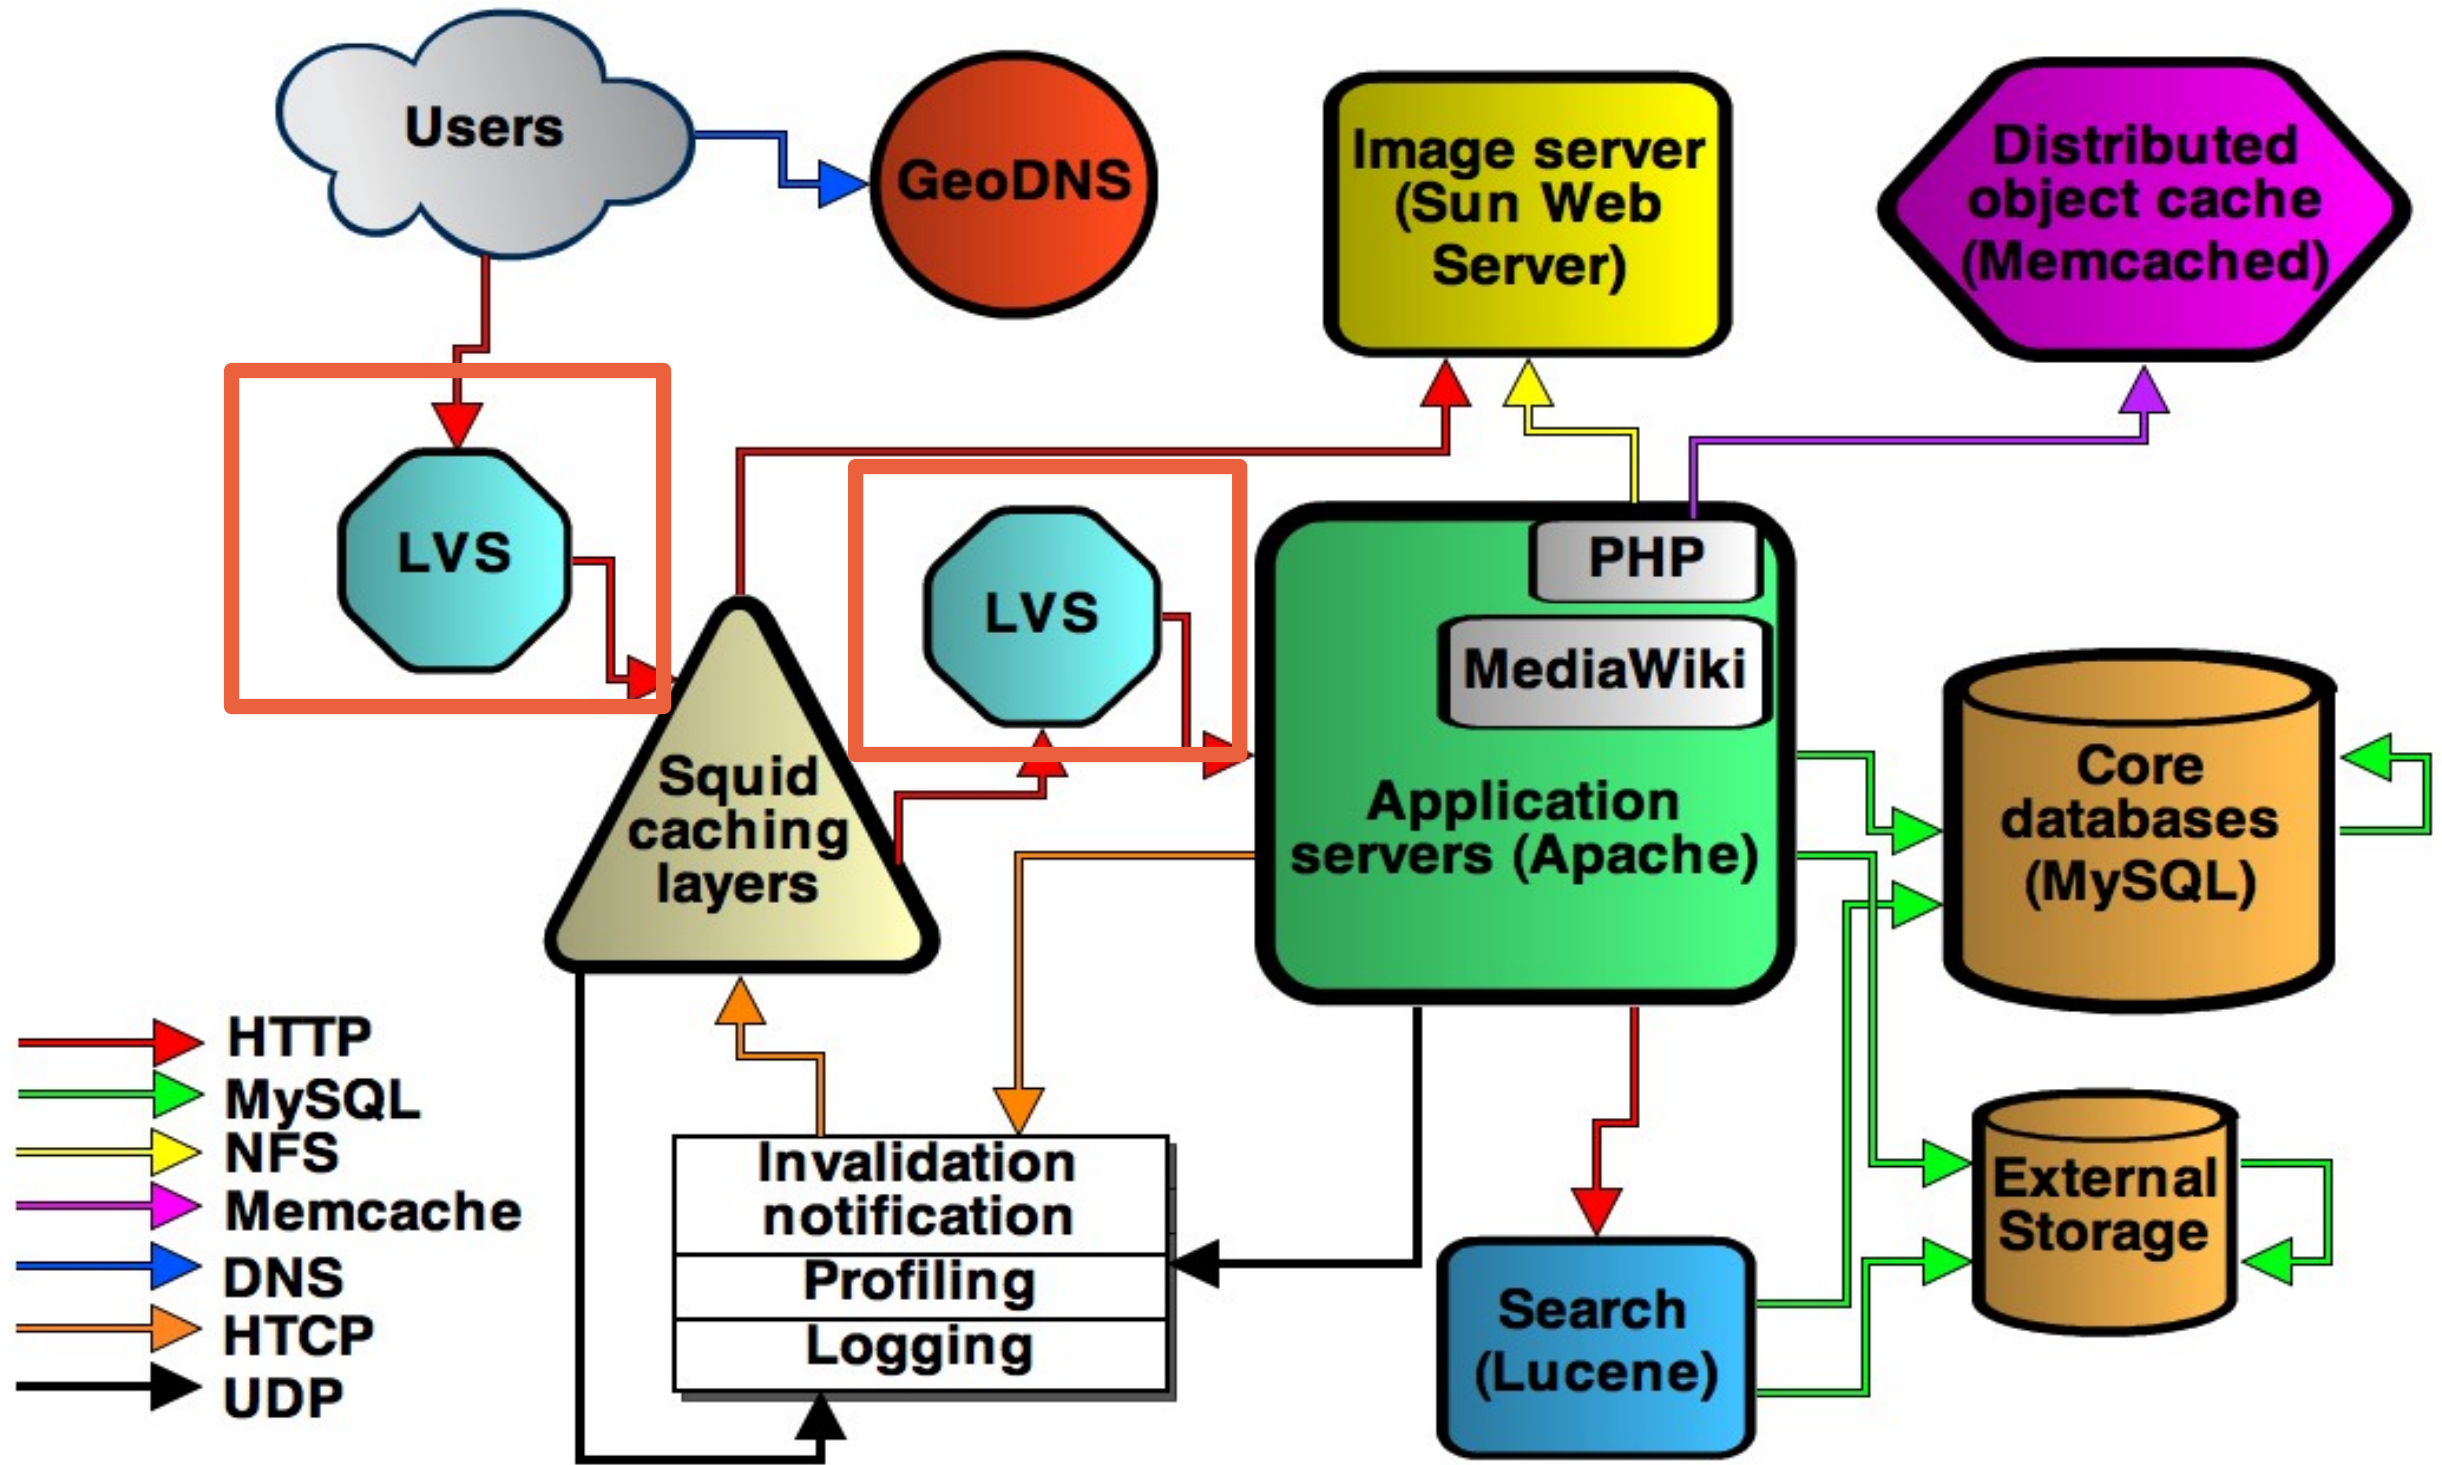 Users
GeoDNS
Image server
(Sun Web
Server)
Distributed
object cache
(Memcached)
LVS
LVS
PHP
MediaWiki
Application
servers (Apache)
Squid
caching
layers
Core
databases
(MySQL)
HTTP
MySQL
NFS
Memcache
DNS
HTCP
UDP
Invalidation
notification
Profiling
Logging
Search
(Lucene)
External
Storage